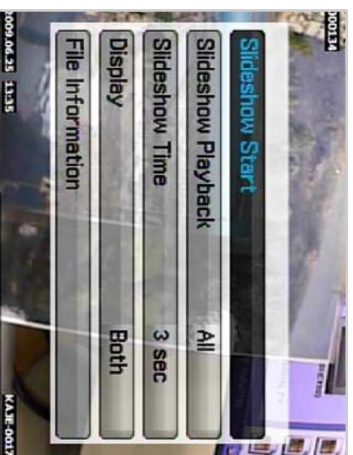 000134
Slideshow Start
Slideshow Playback All
Slideshow Time 3 sec
Display Both
File Information
2009.06.25 13:35 KAJE-0017